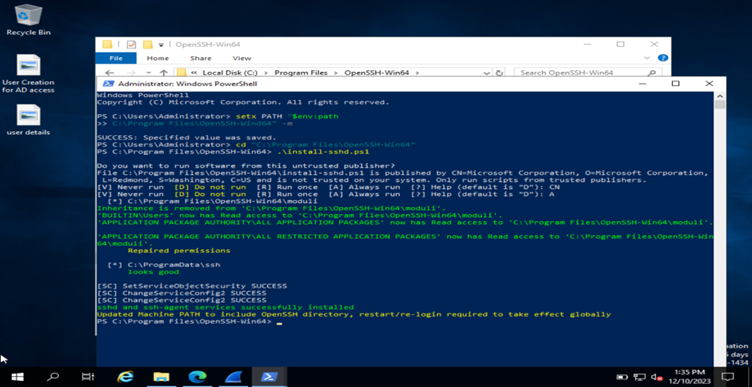 Recycle Bin
User Creation
for AD access
user details
OpenSSH-Win64
File
Home
Share
View
Local Disk (C:) > Program Files > OpenSSH-Win64 >
Search OpenSSH-Win64
Administrator: Windows PowerShell
Windows PowerShell
Copyright (C) Microsoft Corporation. All rights reserved.
PS C:\Users\Administrator> setx PATH "$env:path
>> C:\Program Files\OpenSSH-Win64" -m
SUCCESS: Specified value was saved.
PS C:\Users\Administrator> cd "C:\Program Files\OpenSSH-Win64"
PS C:\Program Files\OpenSSH-Win64> .\install-sshd.ps1
Do you want to run software from this untrusted publisher?
File C:\Program Files\OpenSSH-Win64\install-sshd.ps1 is published by CN=Microsoft Corporation, O=Microsoft Corporation,
L=Redmond, S=Washington, C=US and is not trusted on your system. Only run scripts from trusted publishers.
[V] Never run [D] Do not run [R] Run once [A] Always run [?] Help (default is "D"): CN
[V] Never run [D] Do not run [R] Run once [A] Always run [?] Help (default is "D"): A
[*] C:\Program Files\OpenSSH-Win64\moduli
Inheritance is removed from 'C:\Program Files\OpenSSH-Win64\moduli'.
'BUILTIN\Users' now has Read access to 'C:\Program Files\OpenSSH-Win64\moduli'.
'APPLICATION PACKAGE AUTHORITY\ALL APPLICATION PACKAGES' now has Read access to 'C:\Program Files\OpenSSH-Win64\moduli'.
'APPLICATION PACKAGE AUTHORITY\ALL RESTRICTED APPLICATION PACKAGES' now has Read access to 'C:\Program Files\OpenSSH-Win
64\moduli'.
Repaired permissions
[*] C:\ProgramData\ssh
looks good
[SC] SetServiceObjectSecurity SUCCESS
[SC] ChangeServiceConfig2 SUCCESS
[SC] ChangeServiceConfig2 SUCCESS
sshd and ssh-agent services successfully installed
Updated Machine PATH to include OpenSSH directory, restart/re-login required to take effect globally
PS C:\Program Files\OpenSSH-Win64> _
days
-1434
1:35 PM
12/10/2023